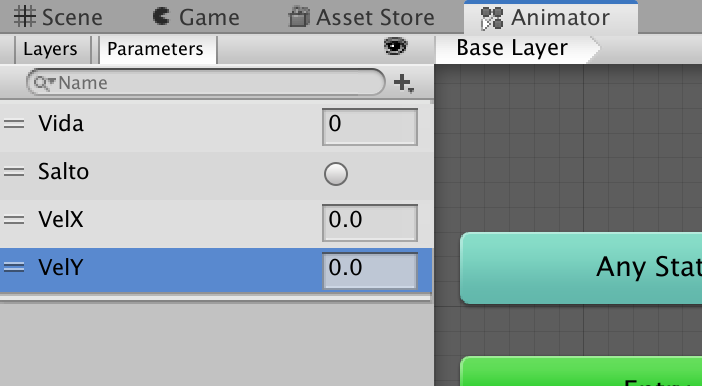 Scene Game Asset Store Animator
Layers Parameters Base Layer
Name
Vida 0
Salto
VelX 0.0
VelY 0.0
Any Stat
Entry